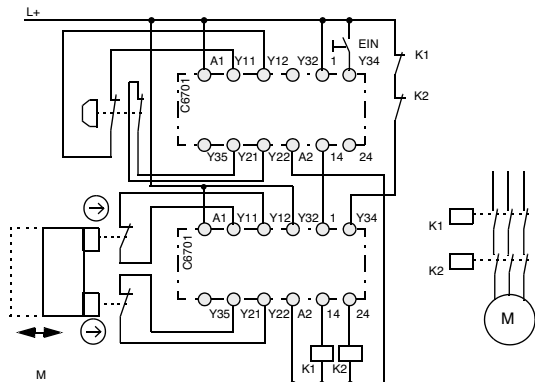 L+
EIN
A1 Y11 Y12 Y32 1 Y34
K1
C6701
K2
Y35 Y21 Y22 A2 14 24
A1 Y11 Y12 Y32 1 Y34
K1
C6701
K2
Y35 Y21 Y22 A2 14 24
M
K1 K2
M